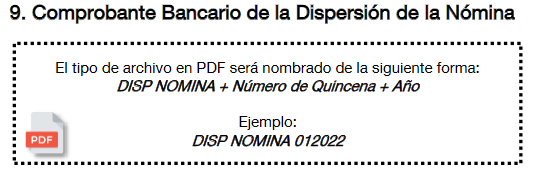 9. Comprobante Bancario de la Dispersión de la Nómina
El tipo de archivo en PDF será nombrado de la siguiente forma:
DISP NOMINA + Número de Quincena + Año
Ejemplo:
DISP NOMINA 012022
PDF